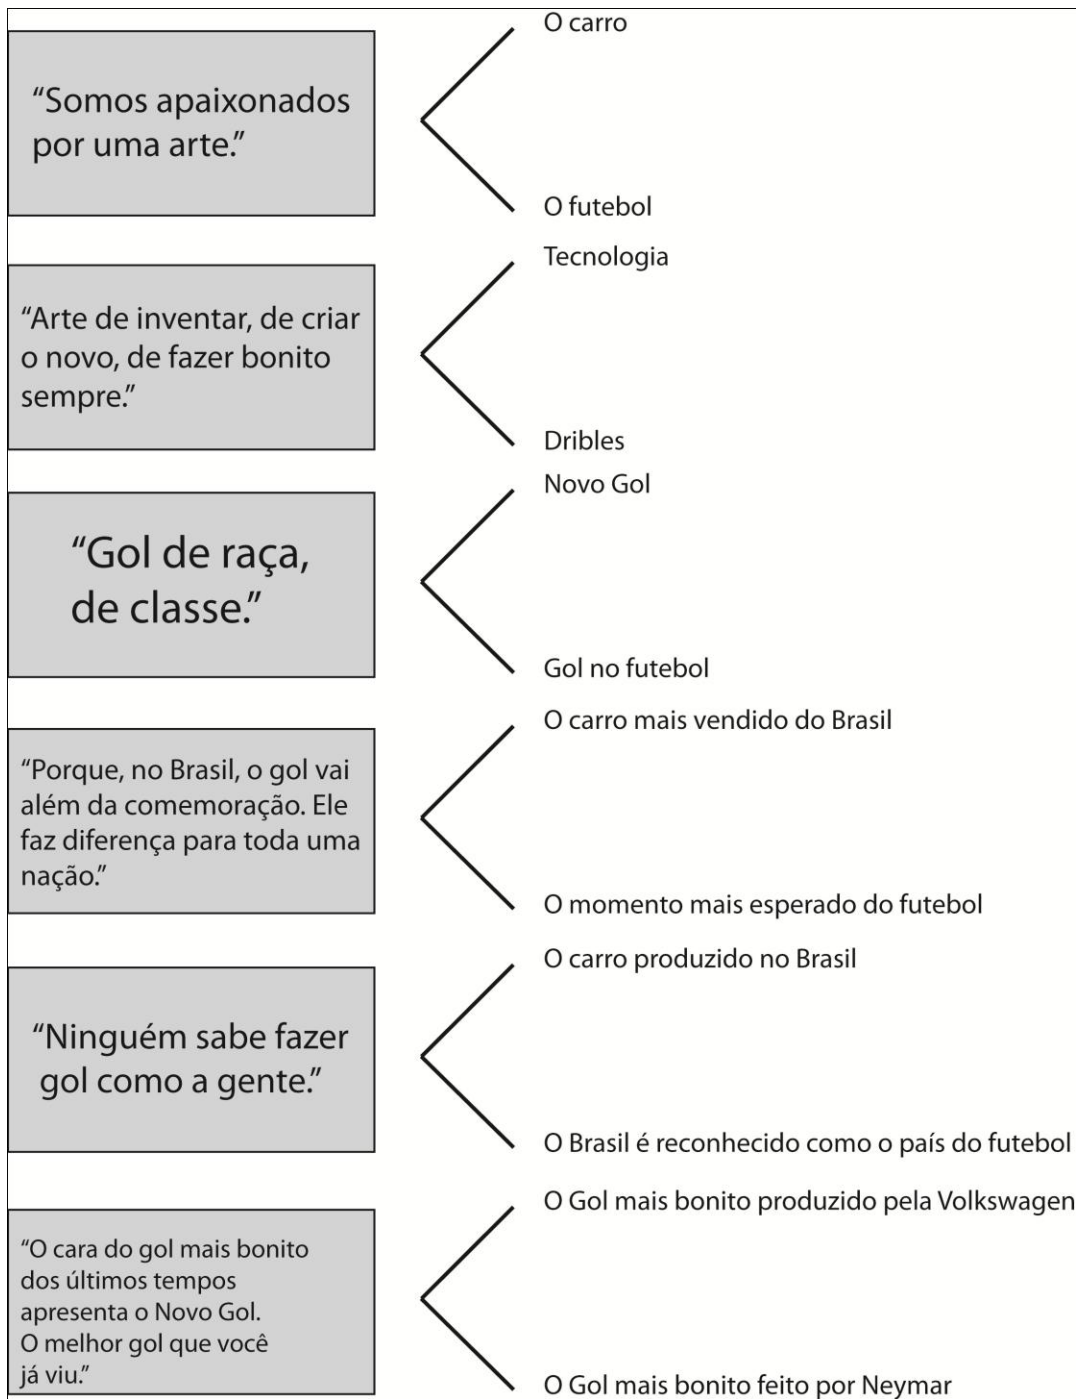 O carro
“Somos apaixonados
por uma arte.”
O futebol
Tecnologia
“Arte de inventar, de criar
o novo, de fazer bonito
sempre.”
Dribles
Novo Gol
“Gol de raça,
de classe.”
Gol no futebol
O carro mais vendido do Brasil
“Porque, no Brasil, o gol vai
além da comemoração. Ele
faz diferença para toda uma
nação.”
O momento mais esperado do futebol
O carro produzido no Brasil
“Ninguém sabe fazer
gol como a gente.”
O Brasil é reconhecido como o país do futebol
O Gol mais bonito produzido pela Volkswagen
“O cara do gol mais bonito
dos últimos tempos
apresenta o Novo Gol.
O melhor gol que você
já viu.”
O Gol mais bonito feito por Neymar